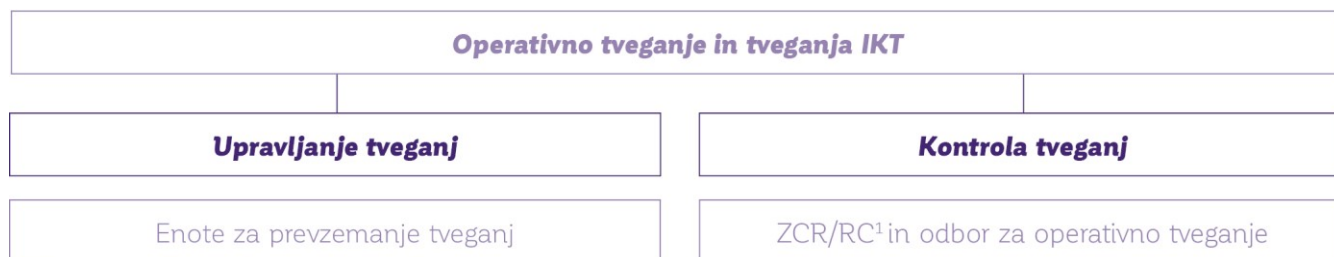 Operativno tveganje in tveganja IKT
Upravljanje tveganj
Kontrola tveganj
Enote za prevzemanje tveganj
ZCR/RC¹ in odbor za operativno tveganje